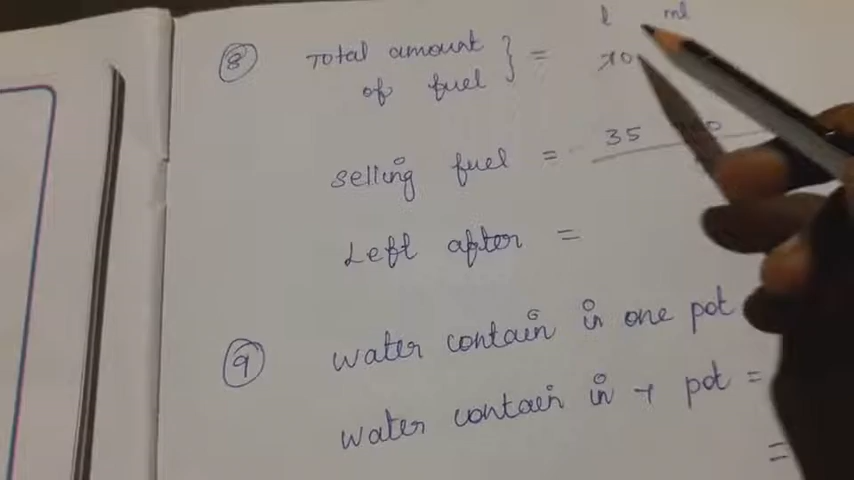 l ml
8 Total amount } =
of fuel
selling fuel = 35
Left after =
9 water contain in one pot
water contain in 7 pot =
=